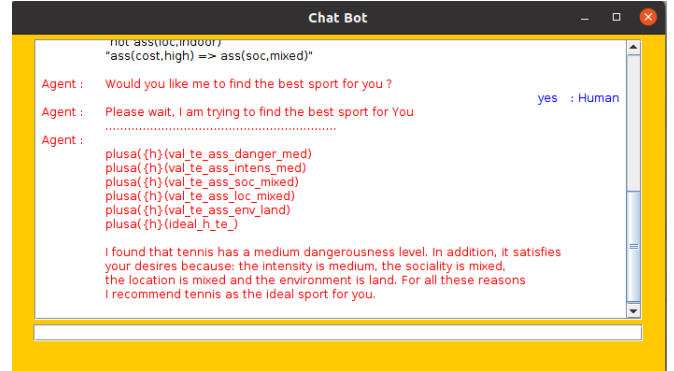 Chat Bot
"not ass(loc,indoor)"
"ass(cost,high) => ass(soc,mixed)"
Agent : Would you like me to find the best sport for you ?
yes : Human
Agent : Please wait, I am trying to find the best sport for You
..............................................................
Agent :
plusa({h}(val_te_ass_danger_med)
plusa({h}(val_te_ass_intens_med)
plusa({h}(val_te_ass_soc_mixed)
plusa({h}(val_te_ass_loc_mixed)
plusa({h}(val_te_ass_env_land)
plusa({h}(ideal_h_te_)
I found that tennis has a medium dangerousness level. In addition, it satisfies
your desires because: the intensity is medium, the sociality is mixed,
the location is mixed and the environment is land. For all these reasons
I recommend tennis as the ideal sport for you.